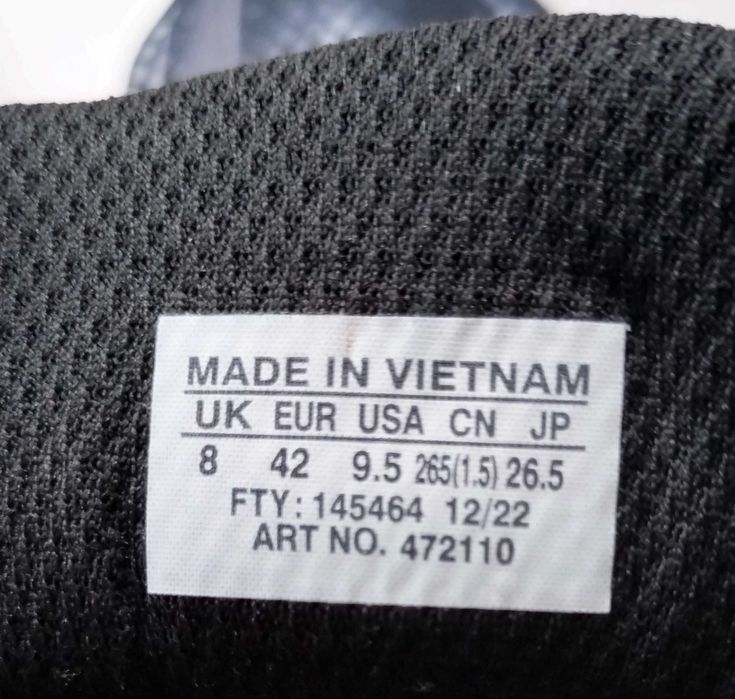 MADE IN VIETNAM
UK EUR USA CN JP
8 42 9.5 265(1.5) 26.5
FTY: 145464 12/22
ART NO. 472110